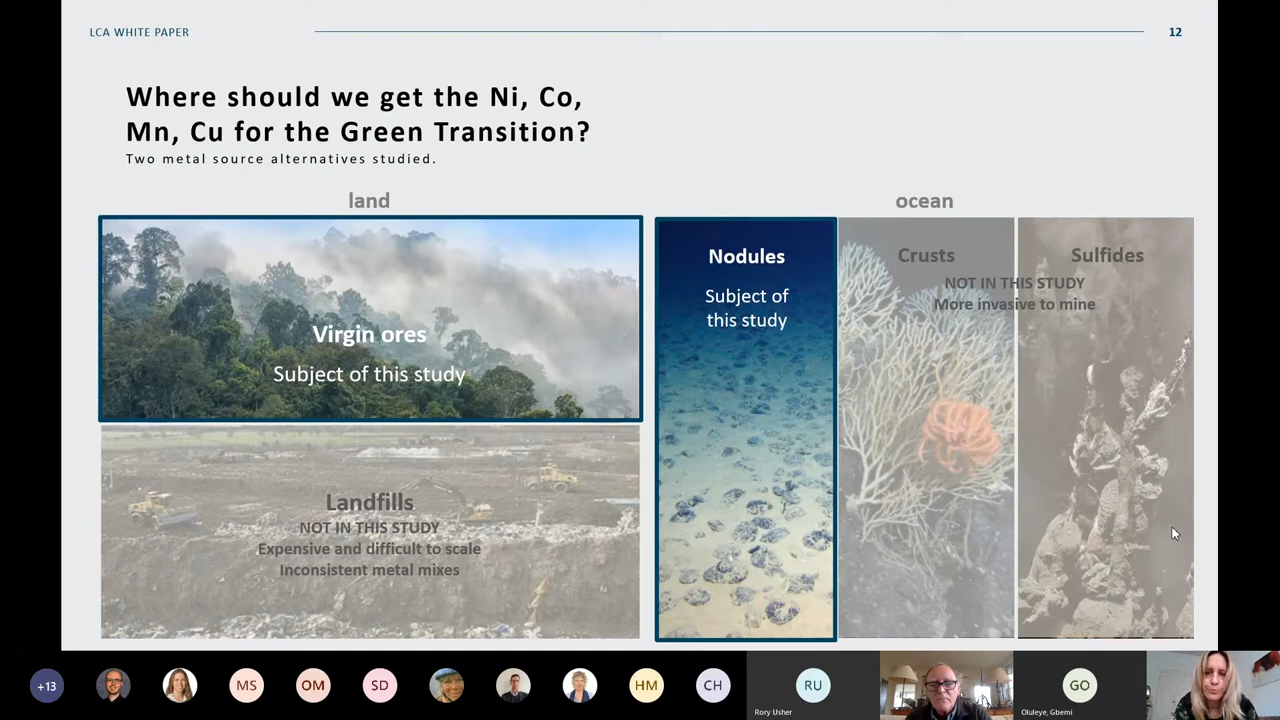 LCA WHITE PAPER
12
Where should we get the Ni, Co,
Mn, Cu for the Green Transition?
Two metal source alternatives studied.
land
ocean
Virgin ores
Subject of this study
Landfills
NOT IN THIS STUDY
Expensive and difficult to scale
Inconsistent metal mixes
Nodules
Subject of
this study
Crusts
Sulfides
NOT IN THIS STUDY
More invasive to mine
+13
MS
OM
SD
HM
CH
RU
Rory Usher
GO
Oluleye, Gbemi